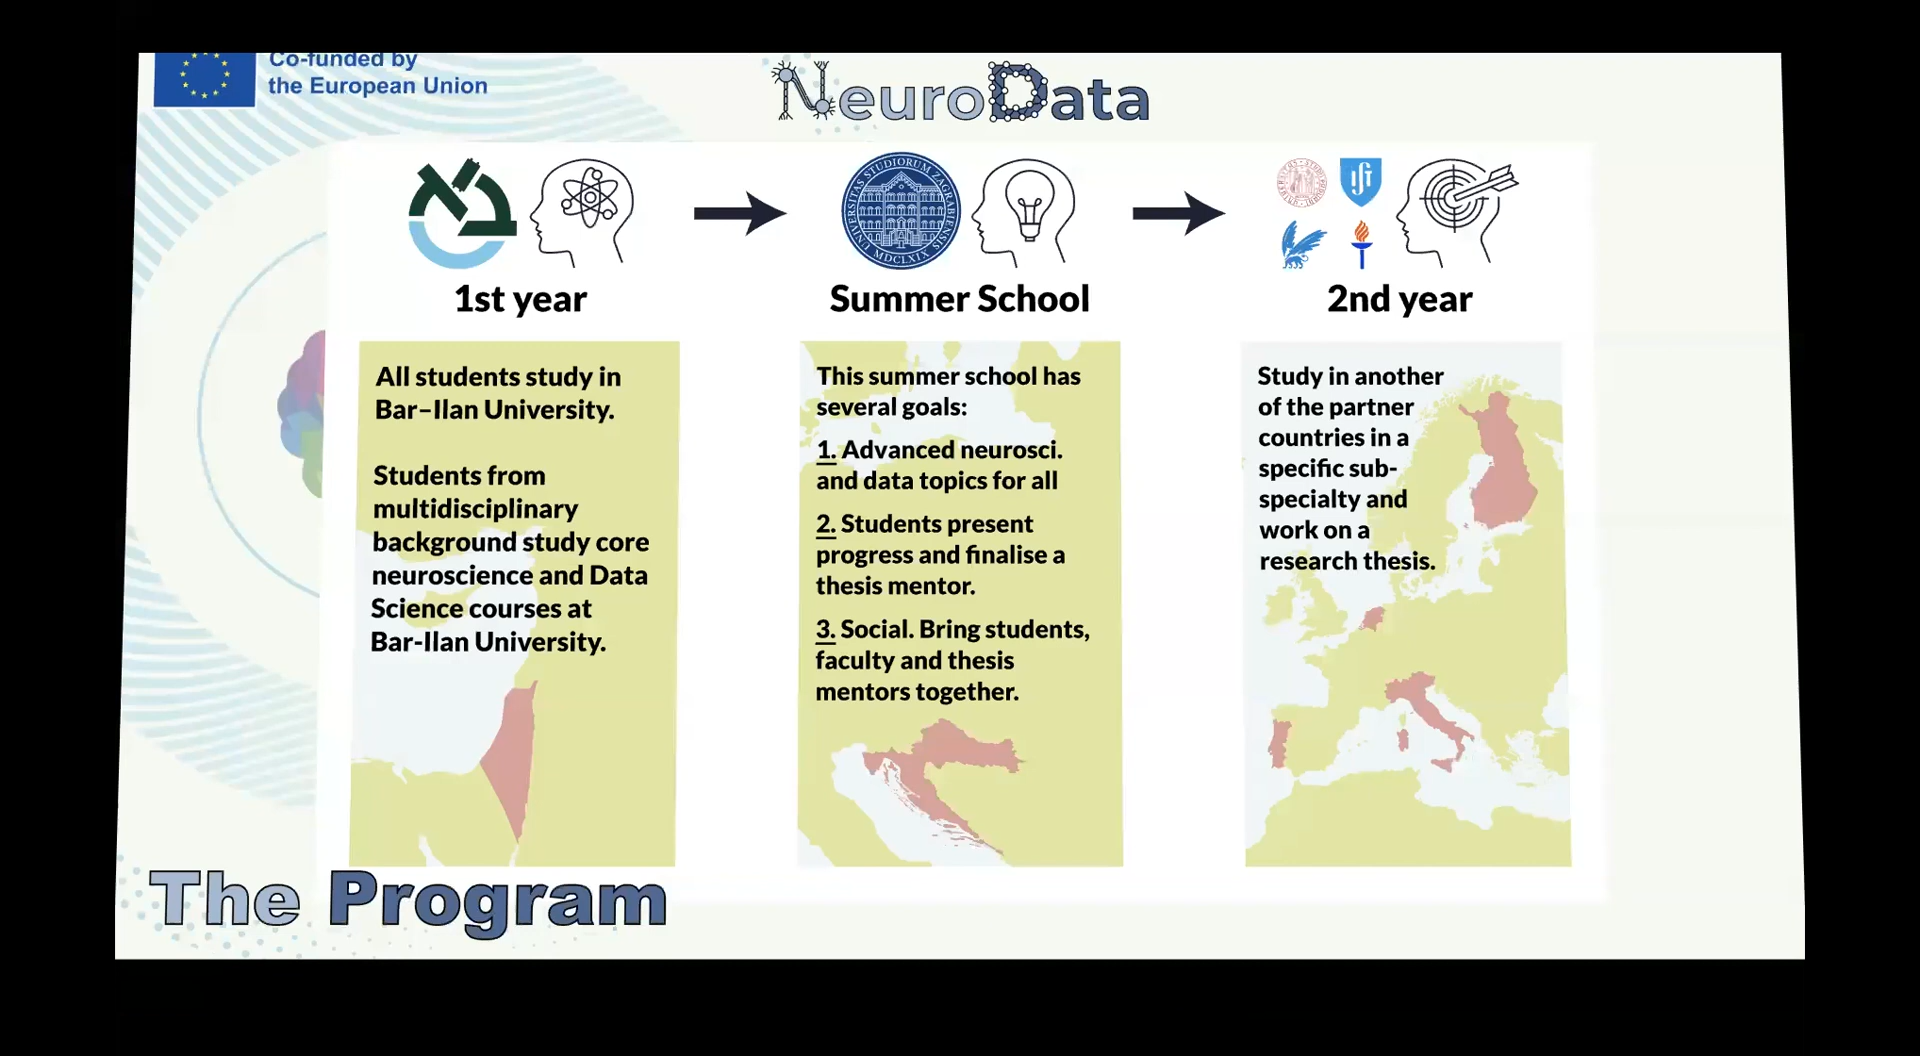 Co-funded by
the European Union
NeuroData
UNIVERSITAS STUDIORUM ZAGRABIENSIS
MDCLXIX
1st year
Summer School
2nd year
All students study in
Bar–Ilan University.
Students from
multidisciplinary
background study core
neuroscience and Data
Science courses at
Bar-Ilan University.
This summer school has
several goals:
1. Advanced neurosci.
and data topics for all
2. Students present
progress and finalise a
thesis mentor.
3. Social. Bring students,
faculty and thesis
mentors together.
Study in another
of the partner
countries in a
specific sub-
specialty and
work on a
research thesis.
The Program